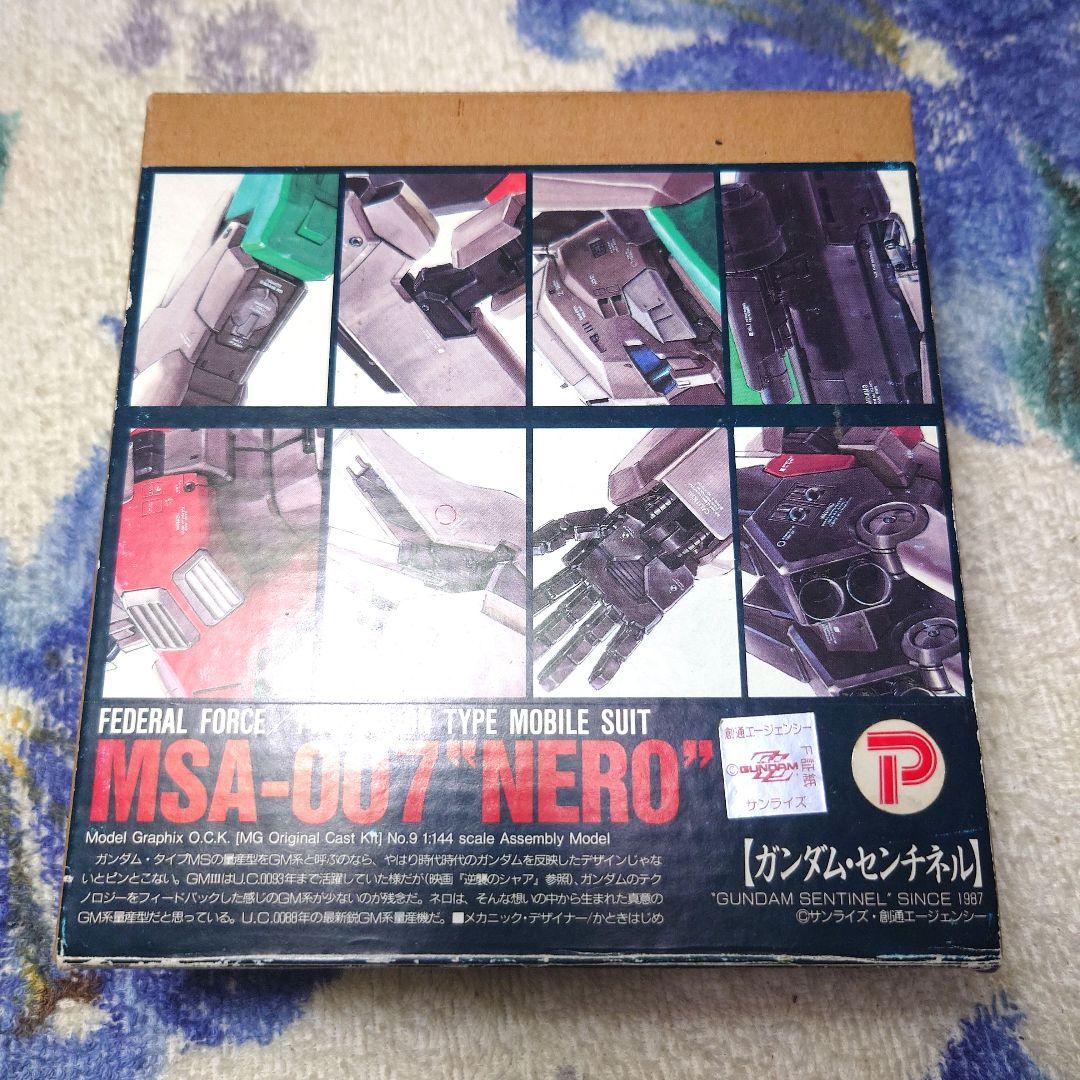 FEDERAL FORCE TYPE MOBILE SUIT
MSA-007 "NERO"
Model Graphix O.C.K. [MG Original Cast Kit] No.9 1:144 scale Assembly Model
ガンダム・タイプMSの量産型をGM系と呼ぶのなら、やはり時代時代のガンダムを反映したデザインじゃな
いとピンとこない。GMⅢはU.C.0093年まで活躍していた様だが(映画『逆襲のシャア』参照)、ガンダムのテク
ノロジーをフィードバックした感じのGM系が少ないのが残念だ。ネロは、そんな想いの中から生まれた真意の
GM系量産型だと思っている。U.C.0088年の最新鋭GM系量産機だ。■メカニック・デザイナー/かときはじめ
創通エージェンシー
©GUNDAM ZZ
サンライズ
証紙
P
【ガンダム・センチネル】
"GUNDAM SENTINEL" SINCE 1987
©サンライズ・創通エージェンシー